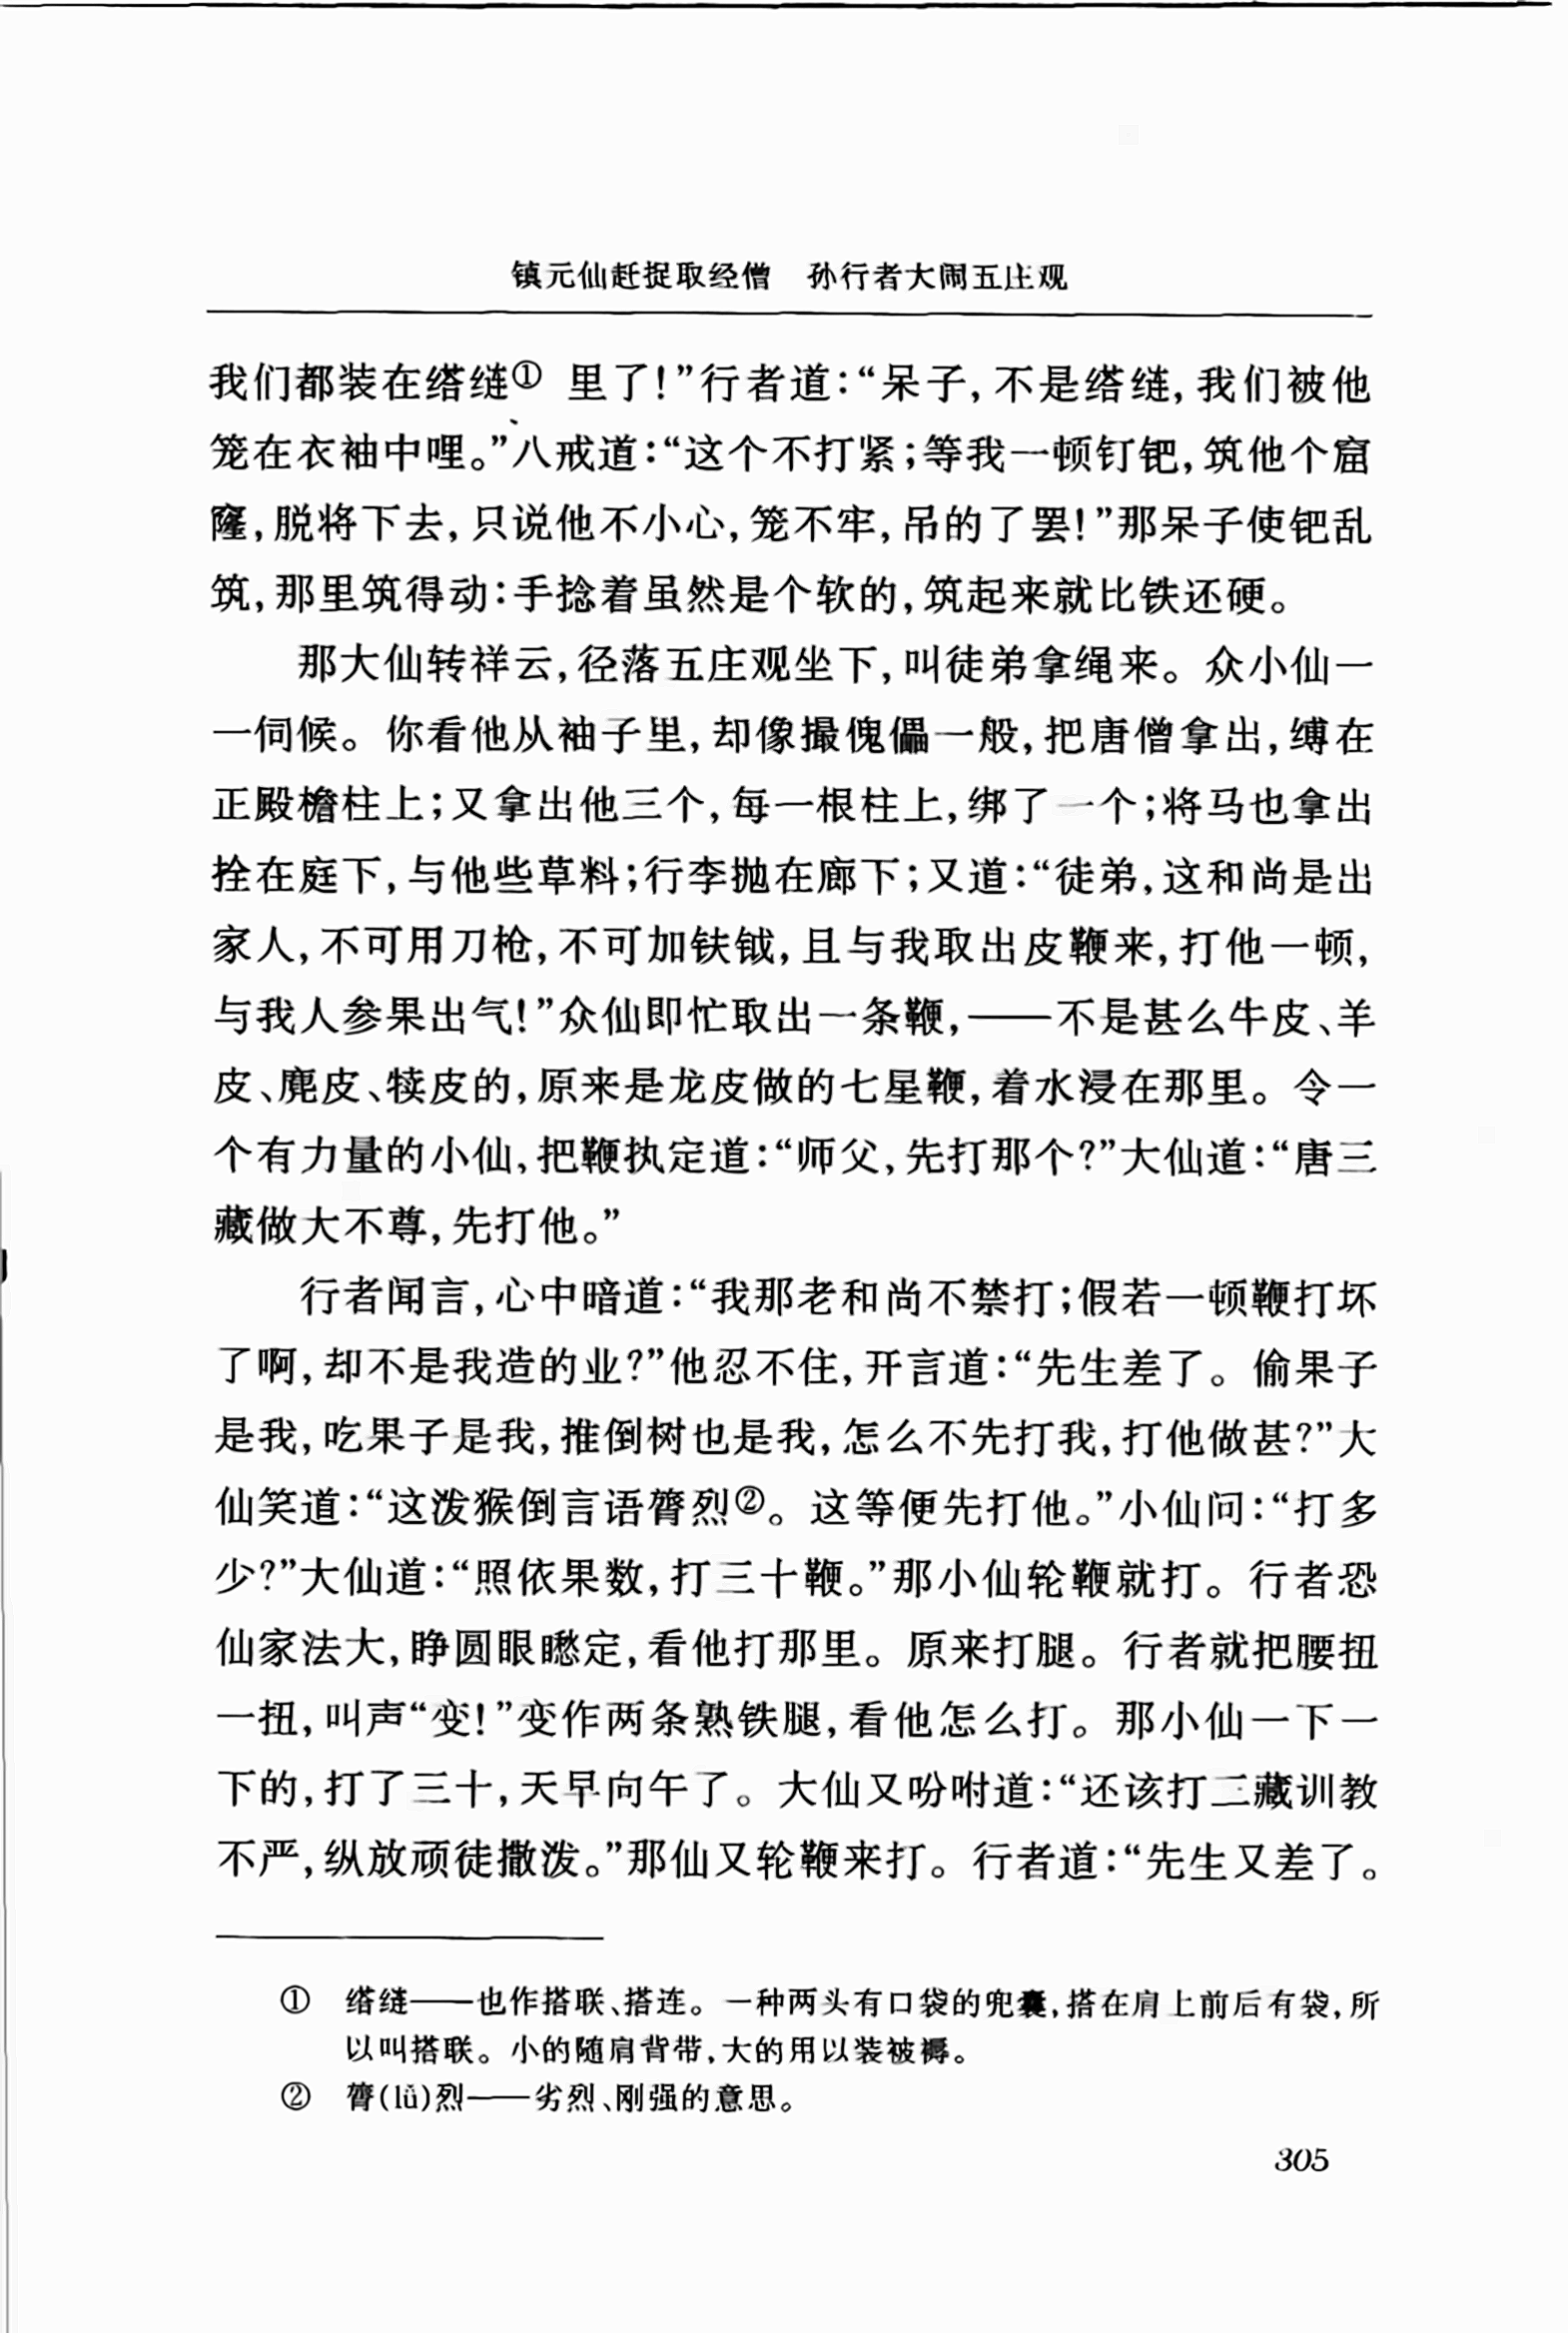 镇元仙赶捉取经僧　孙行者大闹五庄观
我们都装在褡裢① 里了！”行者道：“呆子，不是褡裢，我们被他
笼在衣袖中哩。”八戒道：“这个不打紧；等我一顿钉钯，筑他个窟
窿，脱将下去，只说他不小心，笼不牢，吊的了罢！”那呆子使钯乱
筑，那里筑得动：手捻着虽然是个软的，筑起来就比铁还硬。
那大仙转祥云，径落五庄观坐下，叫徒弟拿绳来。众小仙一
一伺候。你看他从袖子里，却像撮傀儡一般，把唐僧拿出，缚在
正殿檐柱上；又拿出他三个，每一根柱上，绑了一个；将马也拿出
拴在庭下，与他些草料；行李抛在廊下；又道：“徒弟，这和尚是出
家人，不可用刀枪，不可加铁钺，且与我取出皮鞭来，打他一顿，
与我人参果出气！”众仙即忙取出一条鞭，——不是甚么牛皮、羊
皮、麂皮、犊皮的，原来是龙皮做的七星鞭，着水浸在那里。令一
个有力量的小仙，把鞭执定道：“师父，先打那个？”大仙道：“唐三
藏做大不尊，先打他。”
行者闻言，心中暗道：“我那老和尚不禁打；假若一顿鞭打坏
了啊，却不是我造的业？”他忍不住，开言道：“先生差了。偷果子
是我，吃果子是我，推倒树也是我，怎么不先打我，打他做甚？”大
仙笑道：“这泼猴倒言语膂烈②。这等便先打他。”小仙问：“打多
少？”大仙道：“照依果数，打三十鞭。”那小仙轮鞭就打。行者恐
仙家法大，睁圆眼瞅定，看他打那里。原来打腿。行者就把腰扭
一扭，叫声“变！”变作两条熟铁腿，看他怎么打。那小仙一下一
下的，打了三十，天早向午了。大仙又吩咐道：“还该打三藏训教
不严，纵放顽徒撒泼。”那仙又轮鞭来打。行者道：“先生又差了。
① 褡裢——也作搭联、搭连。一种两头有口袋的兜囊，搭在肩上前后有袋，所
以叫搭联。小的随肩背带，大的用以装被褥。
② 膂(lǚ)烈——劣烈、刚强的意思。
305